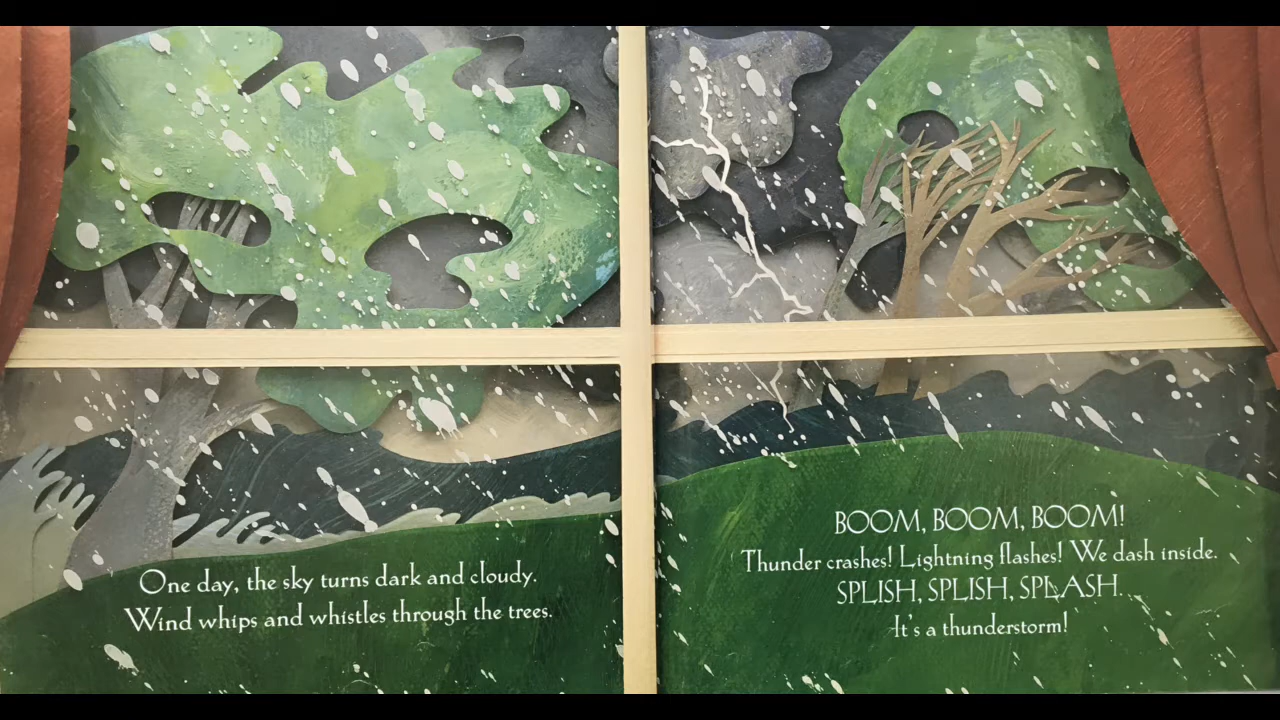 One day, the sky turns dark and cloudy.
Wind whips and whistles through the trees.
BOOM, BOOM, BOOM!
Thunder crashes! Lightning flashes! We dash inside.
SPLISH, SPLISH, SPLASH.
It's a thunderstorm!